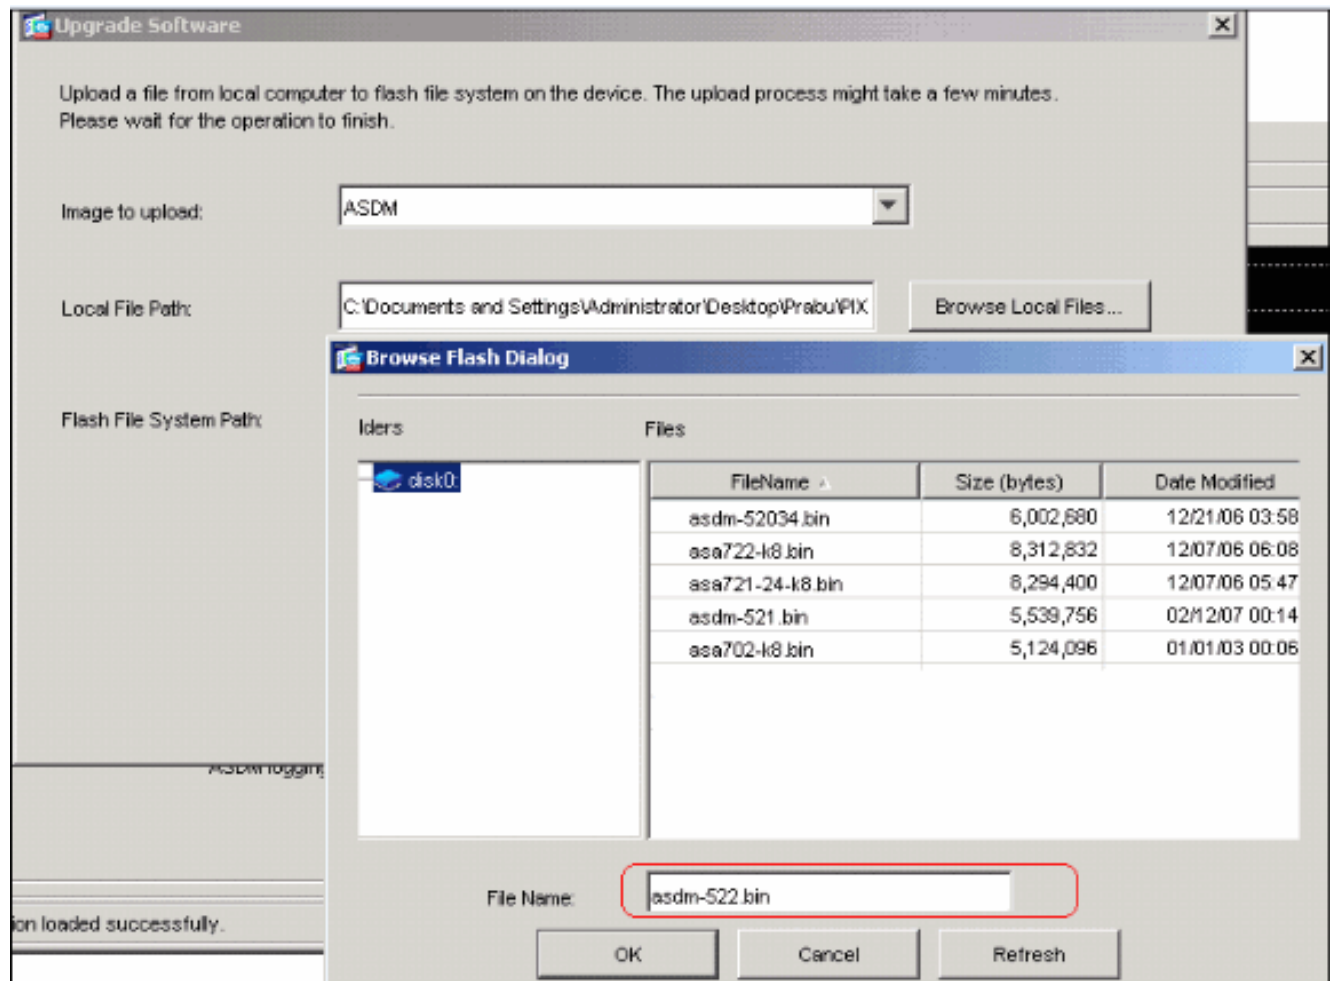 Upgrade Software
Upload a file from local computer to flash file system on the device. The upload process might take a few minutes.
Please wait for the operation to finish.
Image to upload: ASDM
Local File Path: C:\Documents and Settings\Administrator\Desktop\Prabu\PIX Browse Local Files...
Browse Flash Dialog
Flash File System Path:
lders Files
disk0:
FileName Size (bytes) Date Modified
asdm-52034.bin 6,002,680 12/21/06 03:58
asa722-k8.bin 8,312,832 12/07/06 06:08
asa721-24-k8.bin 8,294,400 12/07/06 05:47
asdm-521.bin 5,539,756 02/12/07 00:14
asa702-k8.bin 5,124,096 01/01/03 00:06
ASDM logging
File Name: asdm-522.bin
ion loaded successfully.
OK Cancel Refresh